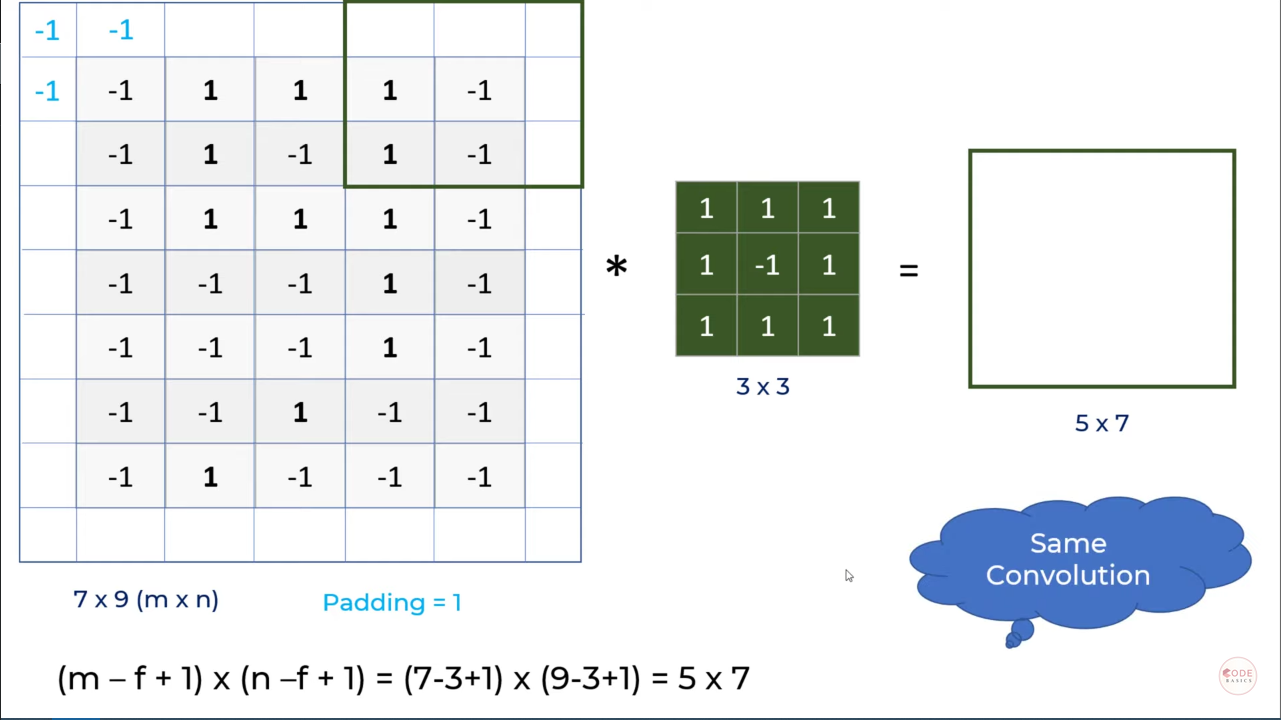 -1 -1
-1 -1 1 1 1 -1
-1 1 -1 1 -1
-1 1 1 1 -1
-1 -1 -1 1 -1
-1 -1 -1 1 -1
-1 -1 1 -1 -1
-1 1 -1 -1 -1
7 x 9 (m x n)
Padding = 1
*
1 1 1
1 -1 1
1 1 1
3 x 3
=
5 x 7
Same
Convolution
(m – f + 1) x (n –f + 1) = (7-3+1) x (9-3+1) = 5 x 7
CODE
BASICS